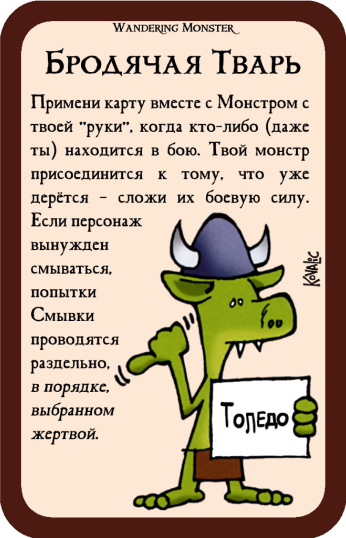 Wandering Monster
Бродячая Тварь
Примени карту вместе с Монстром с
твоей "руки", когда кто-либо (даже
ты) находится в бою. Твой монстр
присоединится к тому, что уже
дерётся – сложи их боевую силу.
Если персонаж
вынужден
смываться,
попытки
Смывки
проводятся
раздельно,
в порядке,
выбранном
жертвой.
Kovalic
Толедо